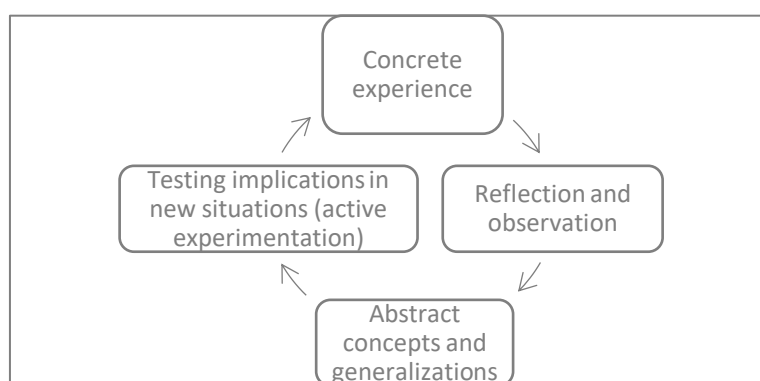 Concrete
experience
Testing implications in
new situations (active
experimentation)
Reflection and
observation
Abstract
concepts and
generalizations